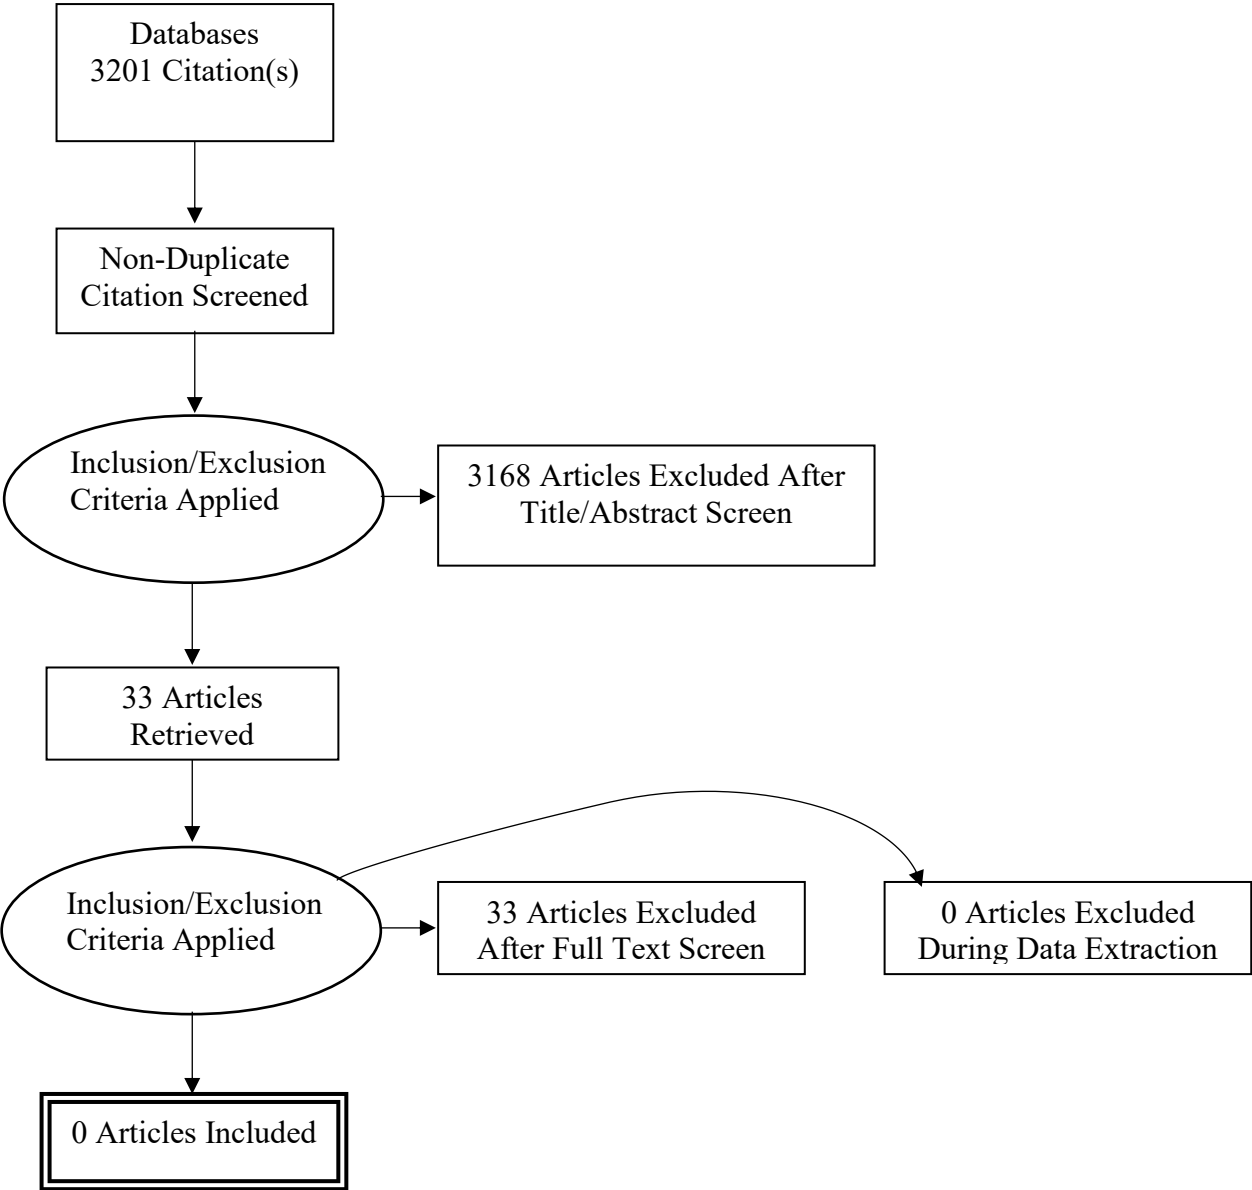 Databases
3201 Citation(s)
Non-Duplicate
Citation Screened
Inclusion/Exclusion
Criteria Applied
3168 Articles Excluded After
Title/Abstract Screen
33 Articles
Retrieved
Inclusion/Exclusion
Criteria Applied
33 Articles Excluded
After Full Text Screen
0 Articles Excluded
During Data Extraction
0 Articles Included